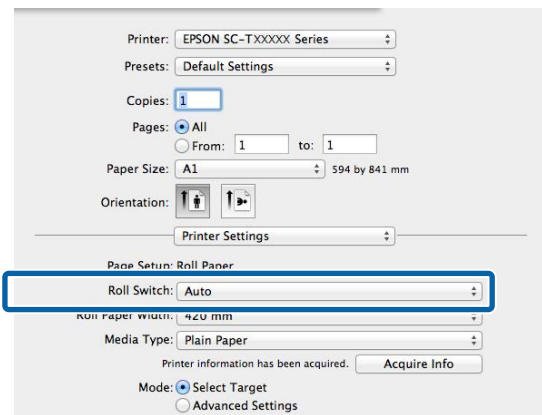 Printer: EPSON SC-TXXXXX Series
Presets: Default Settings
Copies: 1
Pages: All
From: 1 to: 1
Paper Size: A1 594 by 841 mm
Orientation:
Printer Settings
Page Setup: Roll Paper
Roll Switch: Auto
Roll Paper Width: 420 mm
Media Type: Plain Paper
Printer information has been acquired. Acquire Info
Mode: Select Target
Advanced Settings